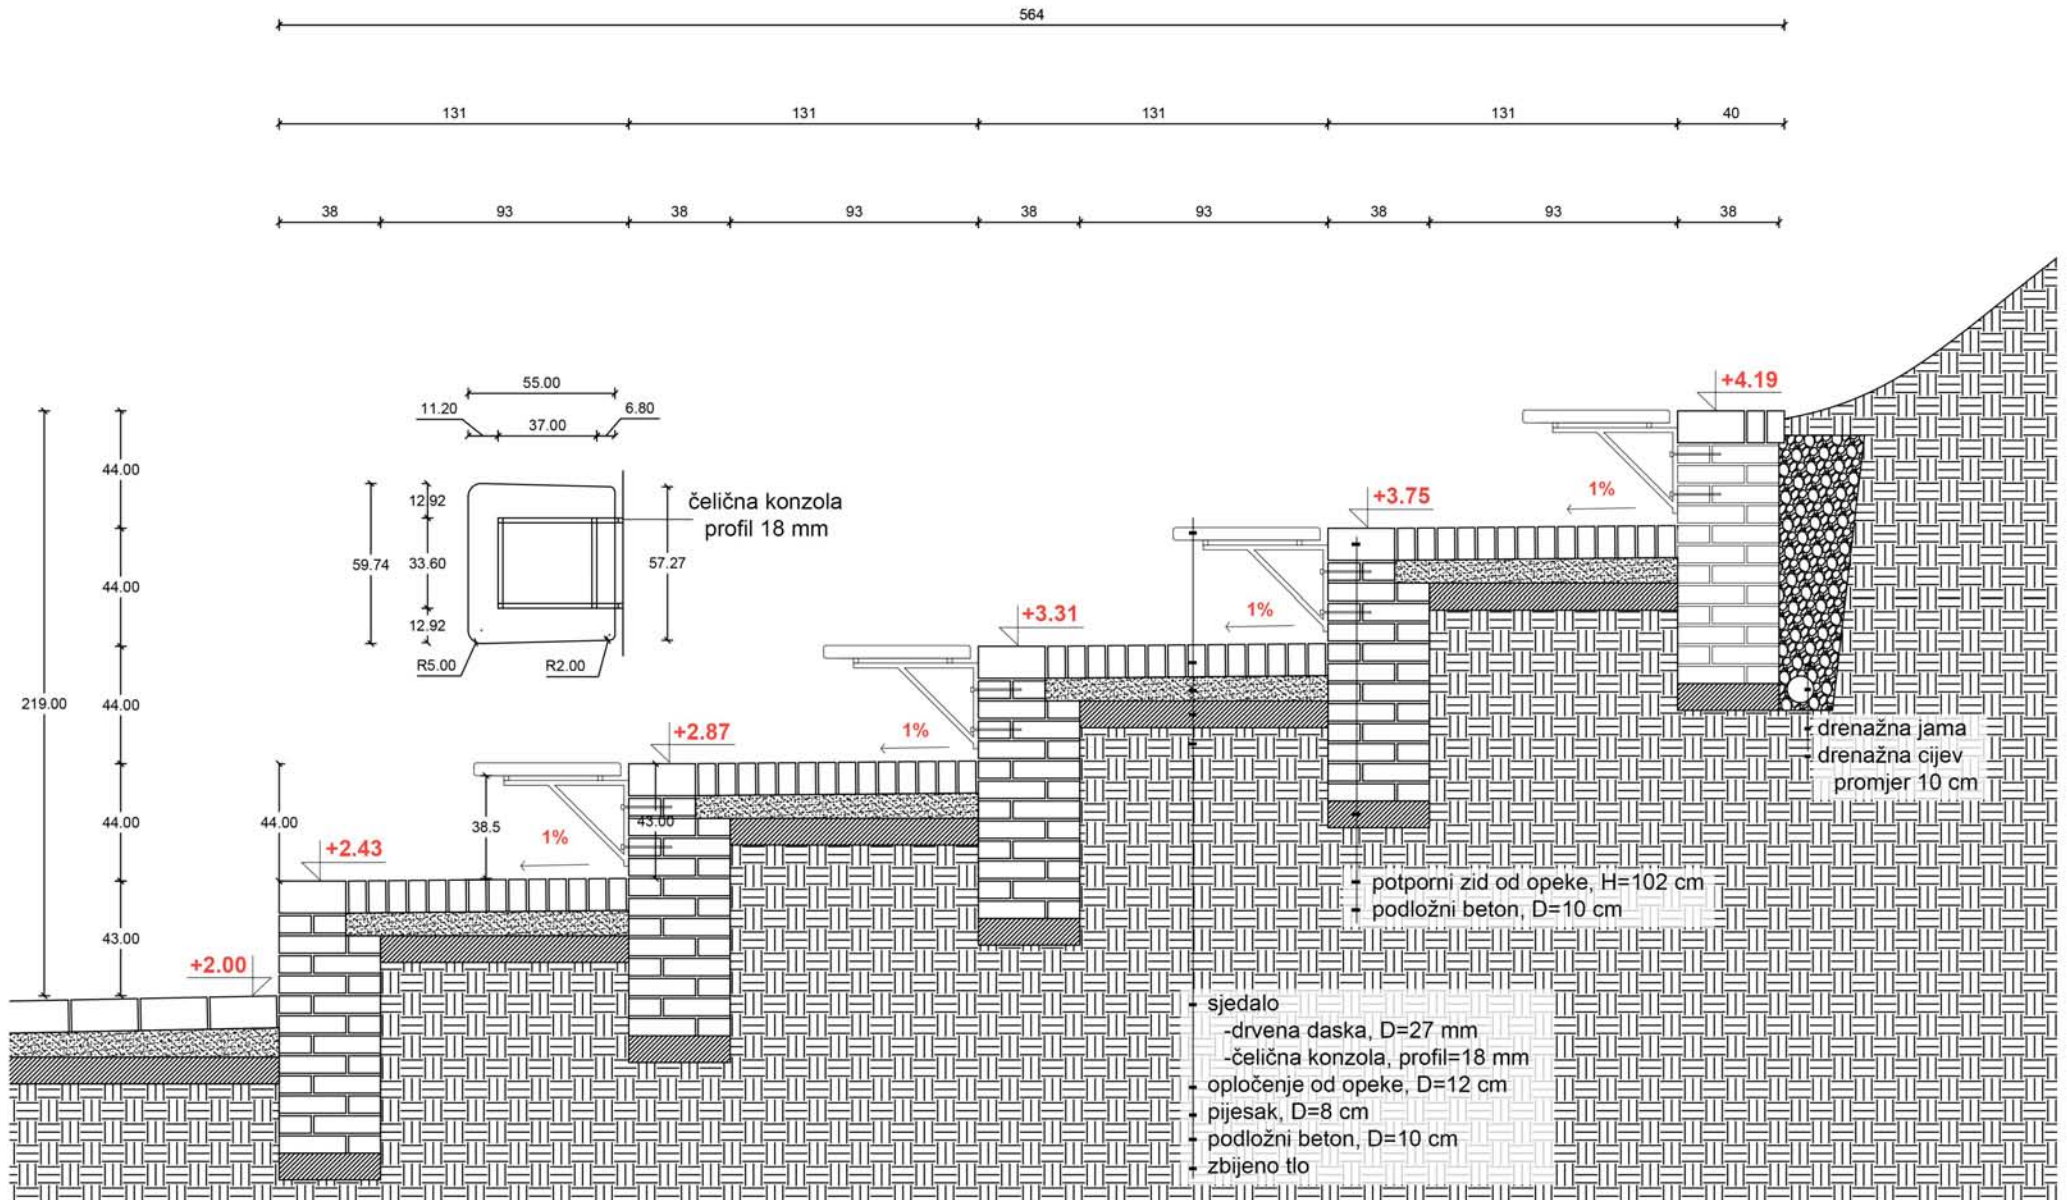 564
131 131 131 131 40
38 93 38 93 38 93 38 93 38
+4.19
55.00
11.20 6.80
37.00
44.00
+3.75
1%
12.92
čelična konzola
profil 18 mm
59.74 33.60 57.27
44.00
+3.31
1%
12.92
R5.00 R2.00
219.00 44.00
+2.87
1%
drenažna jama
drenažna cijev
promjer 10 cm
44.00 44.00 38.5 43.00
1%
+2.43
potporni zid od opeke, H=102 cm
podložni beton, D=10 cm
43.00
+2.00
sjedalo
-drvena daska, D=27 mm
-čelična konzola, profil=18 mm
opločenje od opeke, D=12 cm
pijesak, D=8 cm
podložni beton, D=10 cm
zbijeno tlo